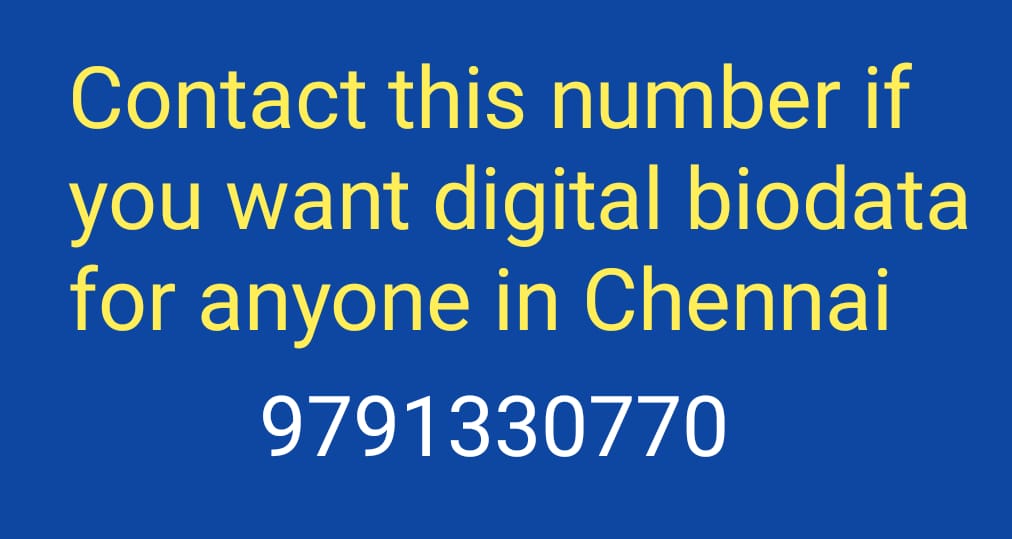 Contact this number if
you want digital biodata
for anyone in Chennai
9791330770